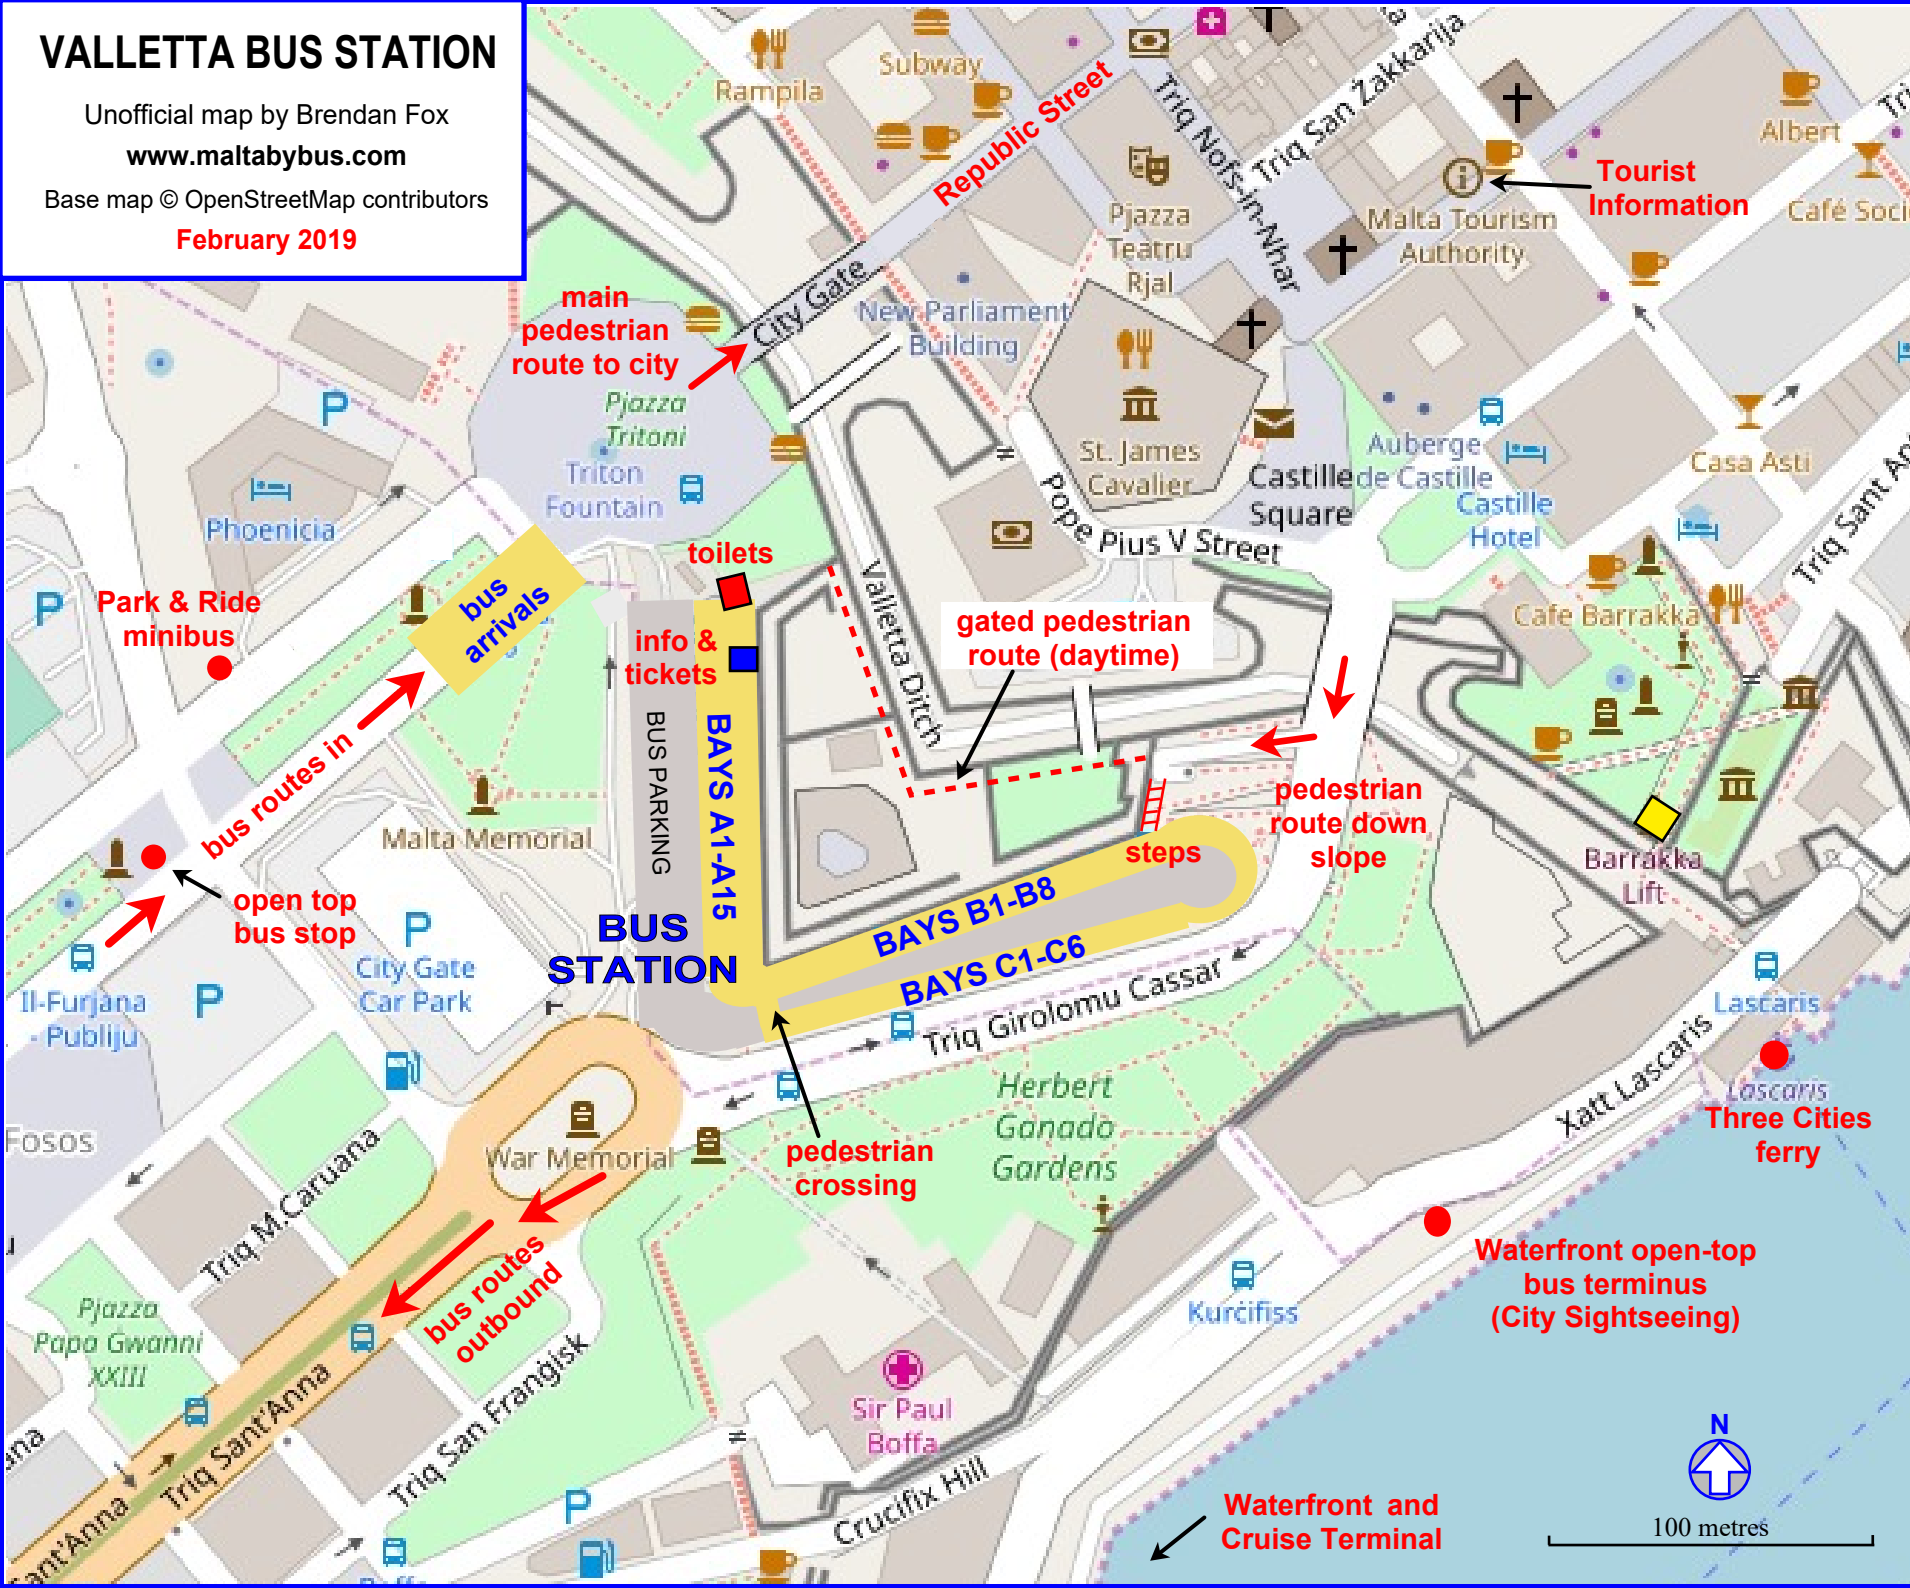 VALLETTA BUS STATION
Unofficial map by Brendan Fox
www.maltabybus.com
Base map © OpenStreetMap contributors
February 2019
Rampila
Subway
Republic Street
Triq Nofs-in-Nhar
Triq San Zakkarija
Albert
Tourist
Information
Malta Tourism
Authority
Pjazza
Teatru
Rjal
main
pedestrian
route to city
City Gate
New Parliament
Building
Pjazza
Tritoni
Triton
Fountain
St. James
Cavalier
Castille
Square
Auberge
de Castille
Castille
Hotel
Casa Asti
Phoenicia
Pope Pius V Street
toilets
Valletta Ditch
Park & Ride
minibus
bus
arrivals
info &
tickets
gated pedestrian
route (daytime)
Cafe Barrakka
BUS PARKING
BAYS A1-A15
bus routes in
Malta Memorial
steps
pedestrian
route down
slope
Barrakka
Lift
open top
bus stop
BUS
STATION
BAYS B1-B8
BAYS C1-C6
City Gate
Car Park
Il-Furjana
- Publiju
Triq Girolomu Cassar
Lascaris
Xatt Lascaris
Lascaris
Three Cities
ferry
Herbert
Ganado
Gardens
Fosos
War Memorial
pedestrian
crossing
Triq M.Caruana
bus routes
outbound
Waterfront open-top
bus terminus
(City Sightseeing)
Kurċifiss
Pjazza
Papa Gwanni
XXIII
Triq Sant'Anna
Triq San Frangisk
Sir Paul
Boffa
Crucifix Hill
N
100 metres
Waterfront and
Cruise Terminal